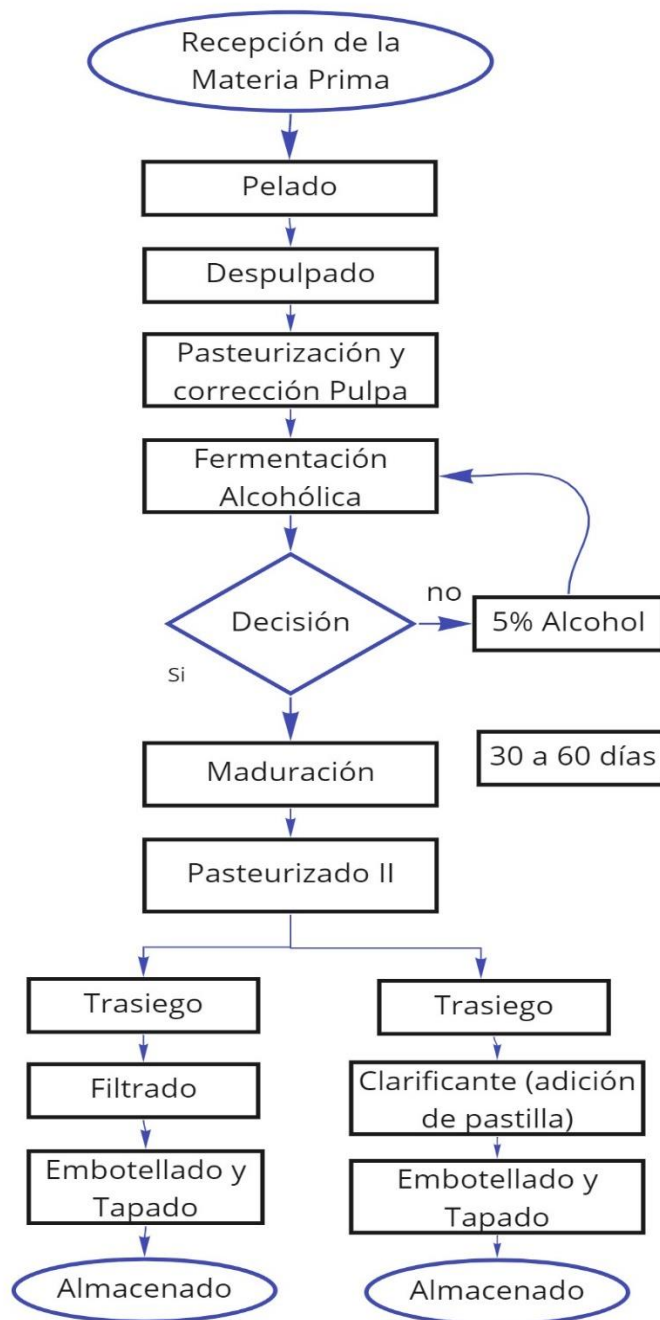 Recepción de la
Materia Prima
Pelado
Despulpado
Pasteurización y
corrección Pulpa
Fermentación
Alcohólica
Decisión
no
5% Alcohol
Si
Maduración
30 a 60 días
Pasteurizado II
Trasiego
Filtrado
Embotellado y
Tapado
Almacenado
Trasiego
Clarificante (adición
de pastilla)
Embotellado y
Tapado
Almacenado